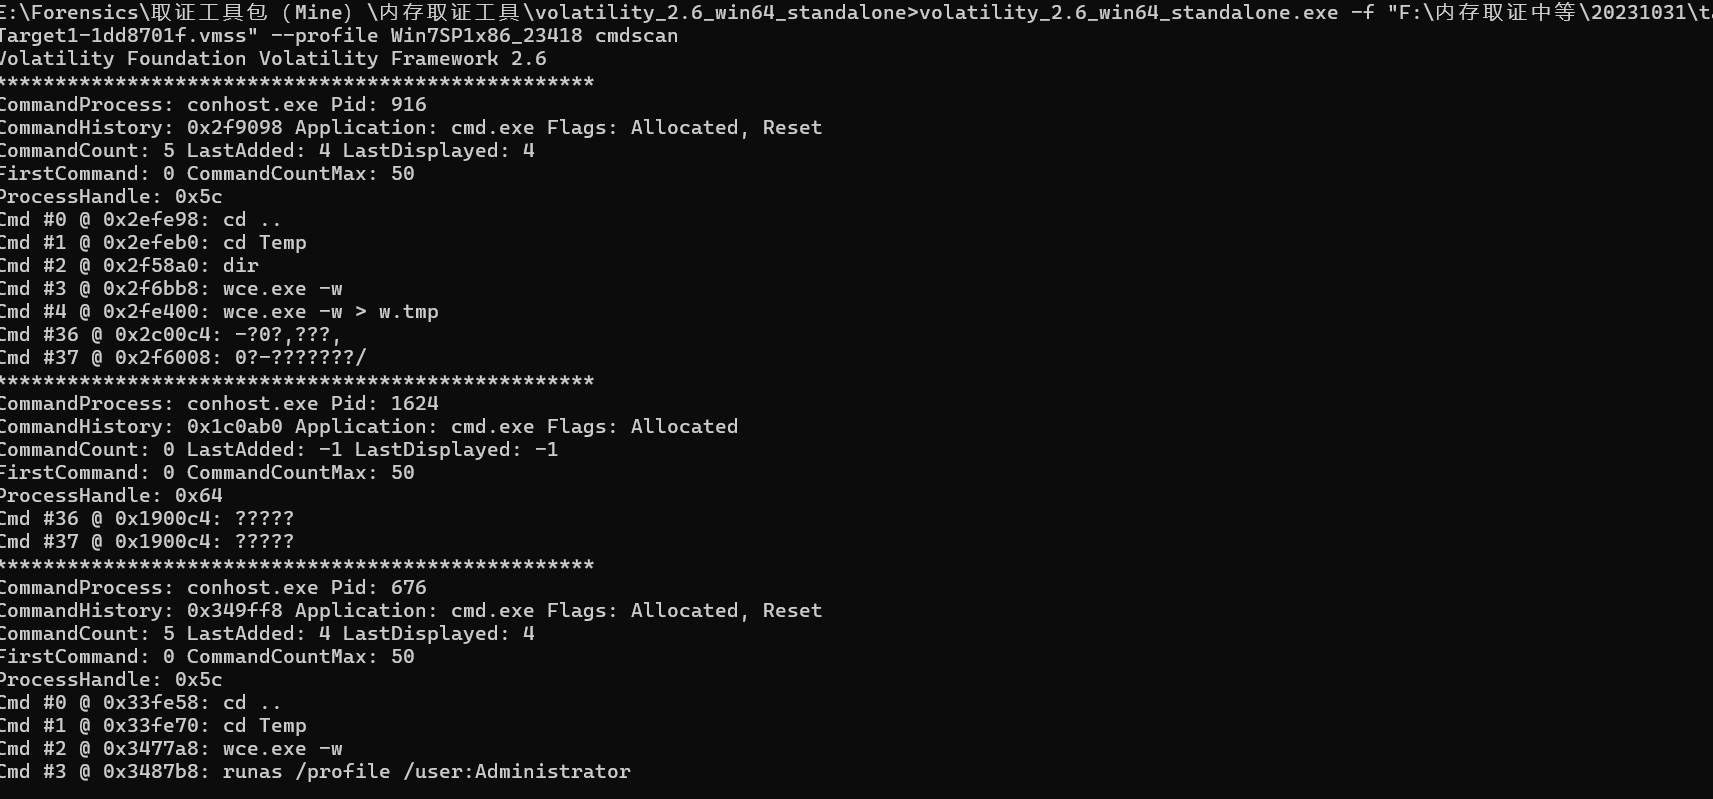 E:\Forensics\取证工具包（Mine）\内存取证工具\volatility_2.6_win64_standalone>volatility_2.6_win64_standalone.exe -f "F:\内存取证中等\20231031\ta
Target1-1dd8701f.vmss" --profile Win7SP1x86_23418 cmdscan
Volatility Foundation Volatility Framework 2.6
**************************************************
CommandProcess: conhost.exe Pid: 916
CommandHistory: 0x2f9098 Application: cmd.exe Flags: Allocated, Reset
CommandCount: 5 LastAdded: 4 LastDisplayed: 4
FirstCommand: 0 CommandCountMax: 50
ProcessHandle: 0x5c
Cmd #0 @ 0x2efe98: cd ..
Cmd #1 @ 0x2efeb0: cd Temp
Cmd #2 @ 0x2f58a0: dir
Cmd #3 @ 0x2f6bb8: wce.exe -w
Cmd #4 @ 0x2fe400: wce.exe -w > w.tmp
Cmd #36 @ 0x2c00c4: -?0?,???,
Cmd #37 @ 0x2f6008: 0?-???????/
**************************************************
CommandProcess: conhost.exe Pid: 1624
CommandHistory: 0x1c0ab0 Application: cmd.exe Flags: Allocated
CommandCount: 0 LastAdded: -1 LastDisplayed: -1
FirstCommand: 0 CommandCountMax: 50
ProcessHandle: 0x64
Cmd #36 @ 0x1900c4: ?????
Cmd #37 @ 0x1900c4: ?????
**************************************************
CommandProcess: conhost.exe Pid: 676
CommandHistory: 0x349ff8 Application: cmd.exe Flags: Allocated, Reset
CommandCount: 5 LastAdded: 4 LastDisplayed: 4
FirstCommand: 0 CommandCountMax: 50
ProcessHandle: 0x5c
Cmd #0 @ 0x33fe58: cd ..
Cmd #1 @ 0x33fe70: cd Temp
Cmd #2 @ 0x3477a8: wce.exe -w
Cmd #3 @ 0x3487b8: runas /profile /user:Administrator